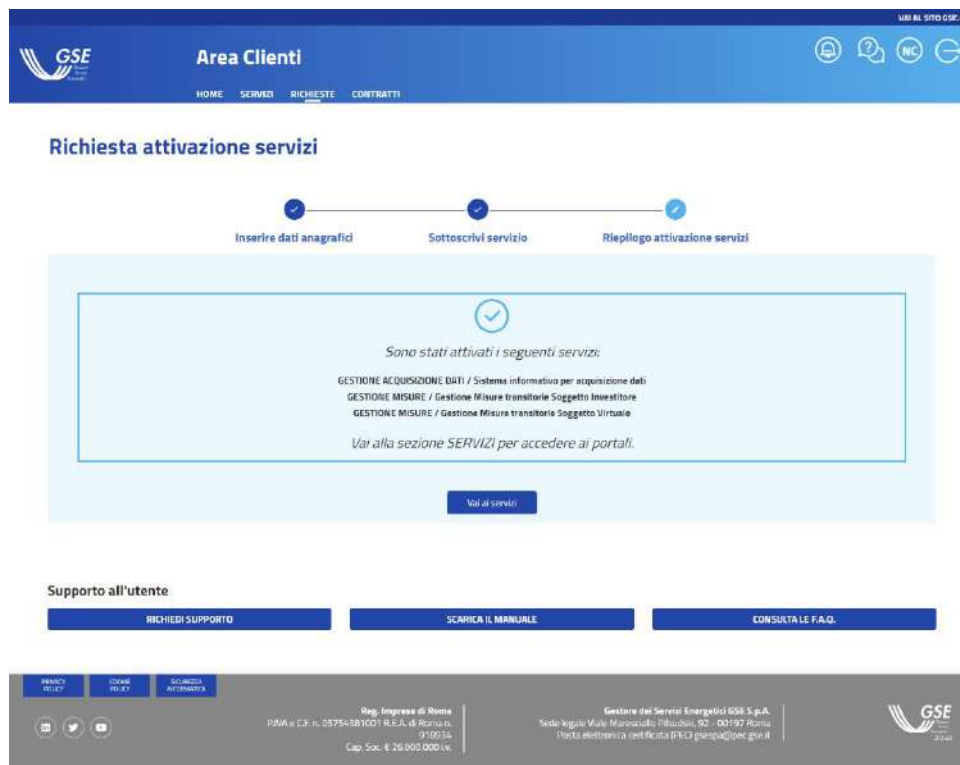 VAI AL SITO GSE.
GSE
Area Clienti
NC
HOME SERVIZI RICHIESTE CONTRATTI
Richiesta attivazione servizi
Inserire dati anagrafici
Sottoscrivi servizio
Riepilogo attivazione servizi
Sono stati attivati i seguenti servizi:
GESTIONE ACQUISIZIONE DATI / Sistema informativo per acquisizione dati
GESTIONE MISURE / Gestione Misure transitorie Soggetto Investitore
GESTIONE MISURE / Gestione Misure transitorie Soggetto Virtuale
Vai alla sezione SERVIZI per accedere ai portali.
Vai ai servizi
Supporto all'utente
RICHIEDI SUPPORTO
SCARICA IL MANUALE
CONSULTA LE F.A.Q.
PRIVACY POLICY
COOKIE POLICY
SICUREZZA INFORMATICA
Reg. Imprese di Roma
P.IVA e C.F. n. 05754381001 R.E.A. di Roma n.
918934
Cap. Soc. € 26.000.000 i.v.
Gestore dei Servizi Energetici GSE S.p.A.
Sede legale Viale Maresciallo Pilsudski, 92 - 00197 Roma
Posta elettronica certificata (PEC) gsespa@pec.gse.it
GSE